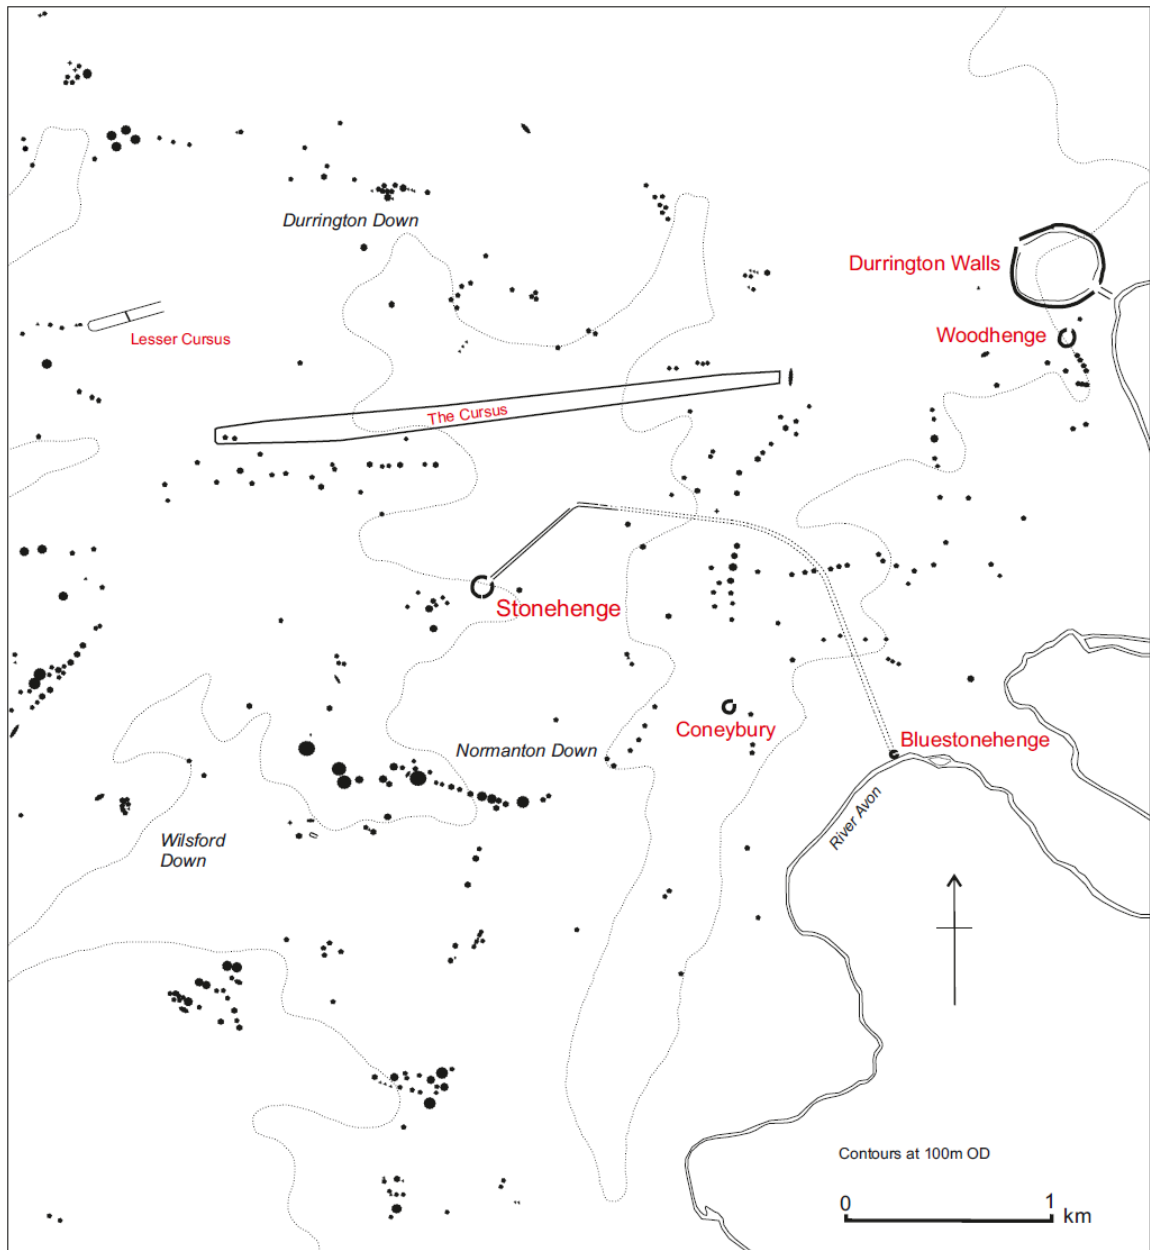 Durrington Down
Durrington Walls
Lesser Cursus
Woodhenge
The Cursus
Stonehenge
Coneybury
Normanton Down
Bluestonehenge
River Avon
Wilsford
Down
Contours at 100m OD
0 1
km